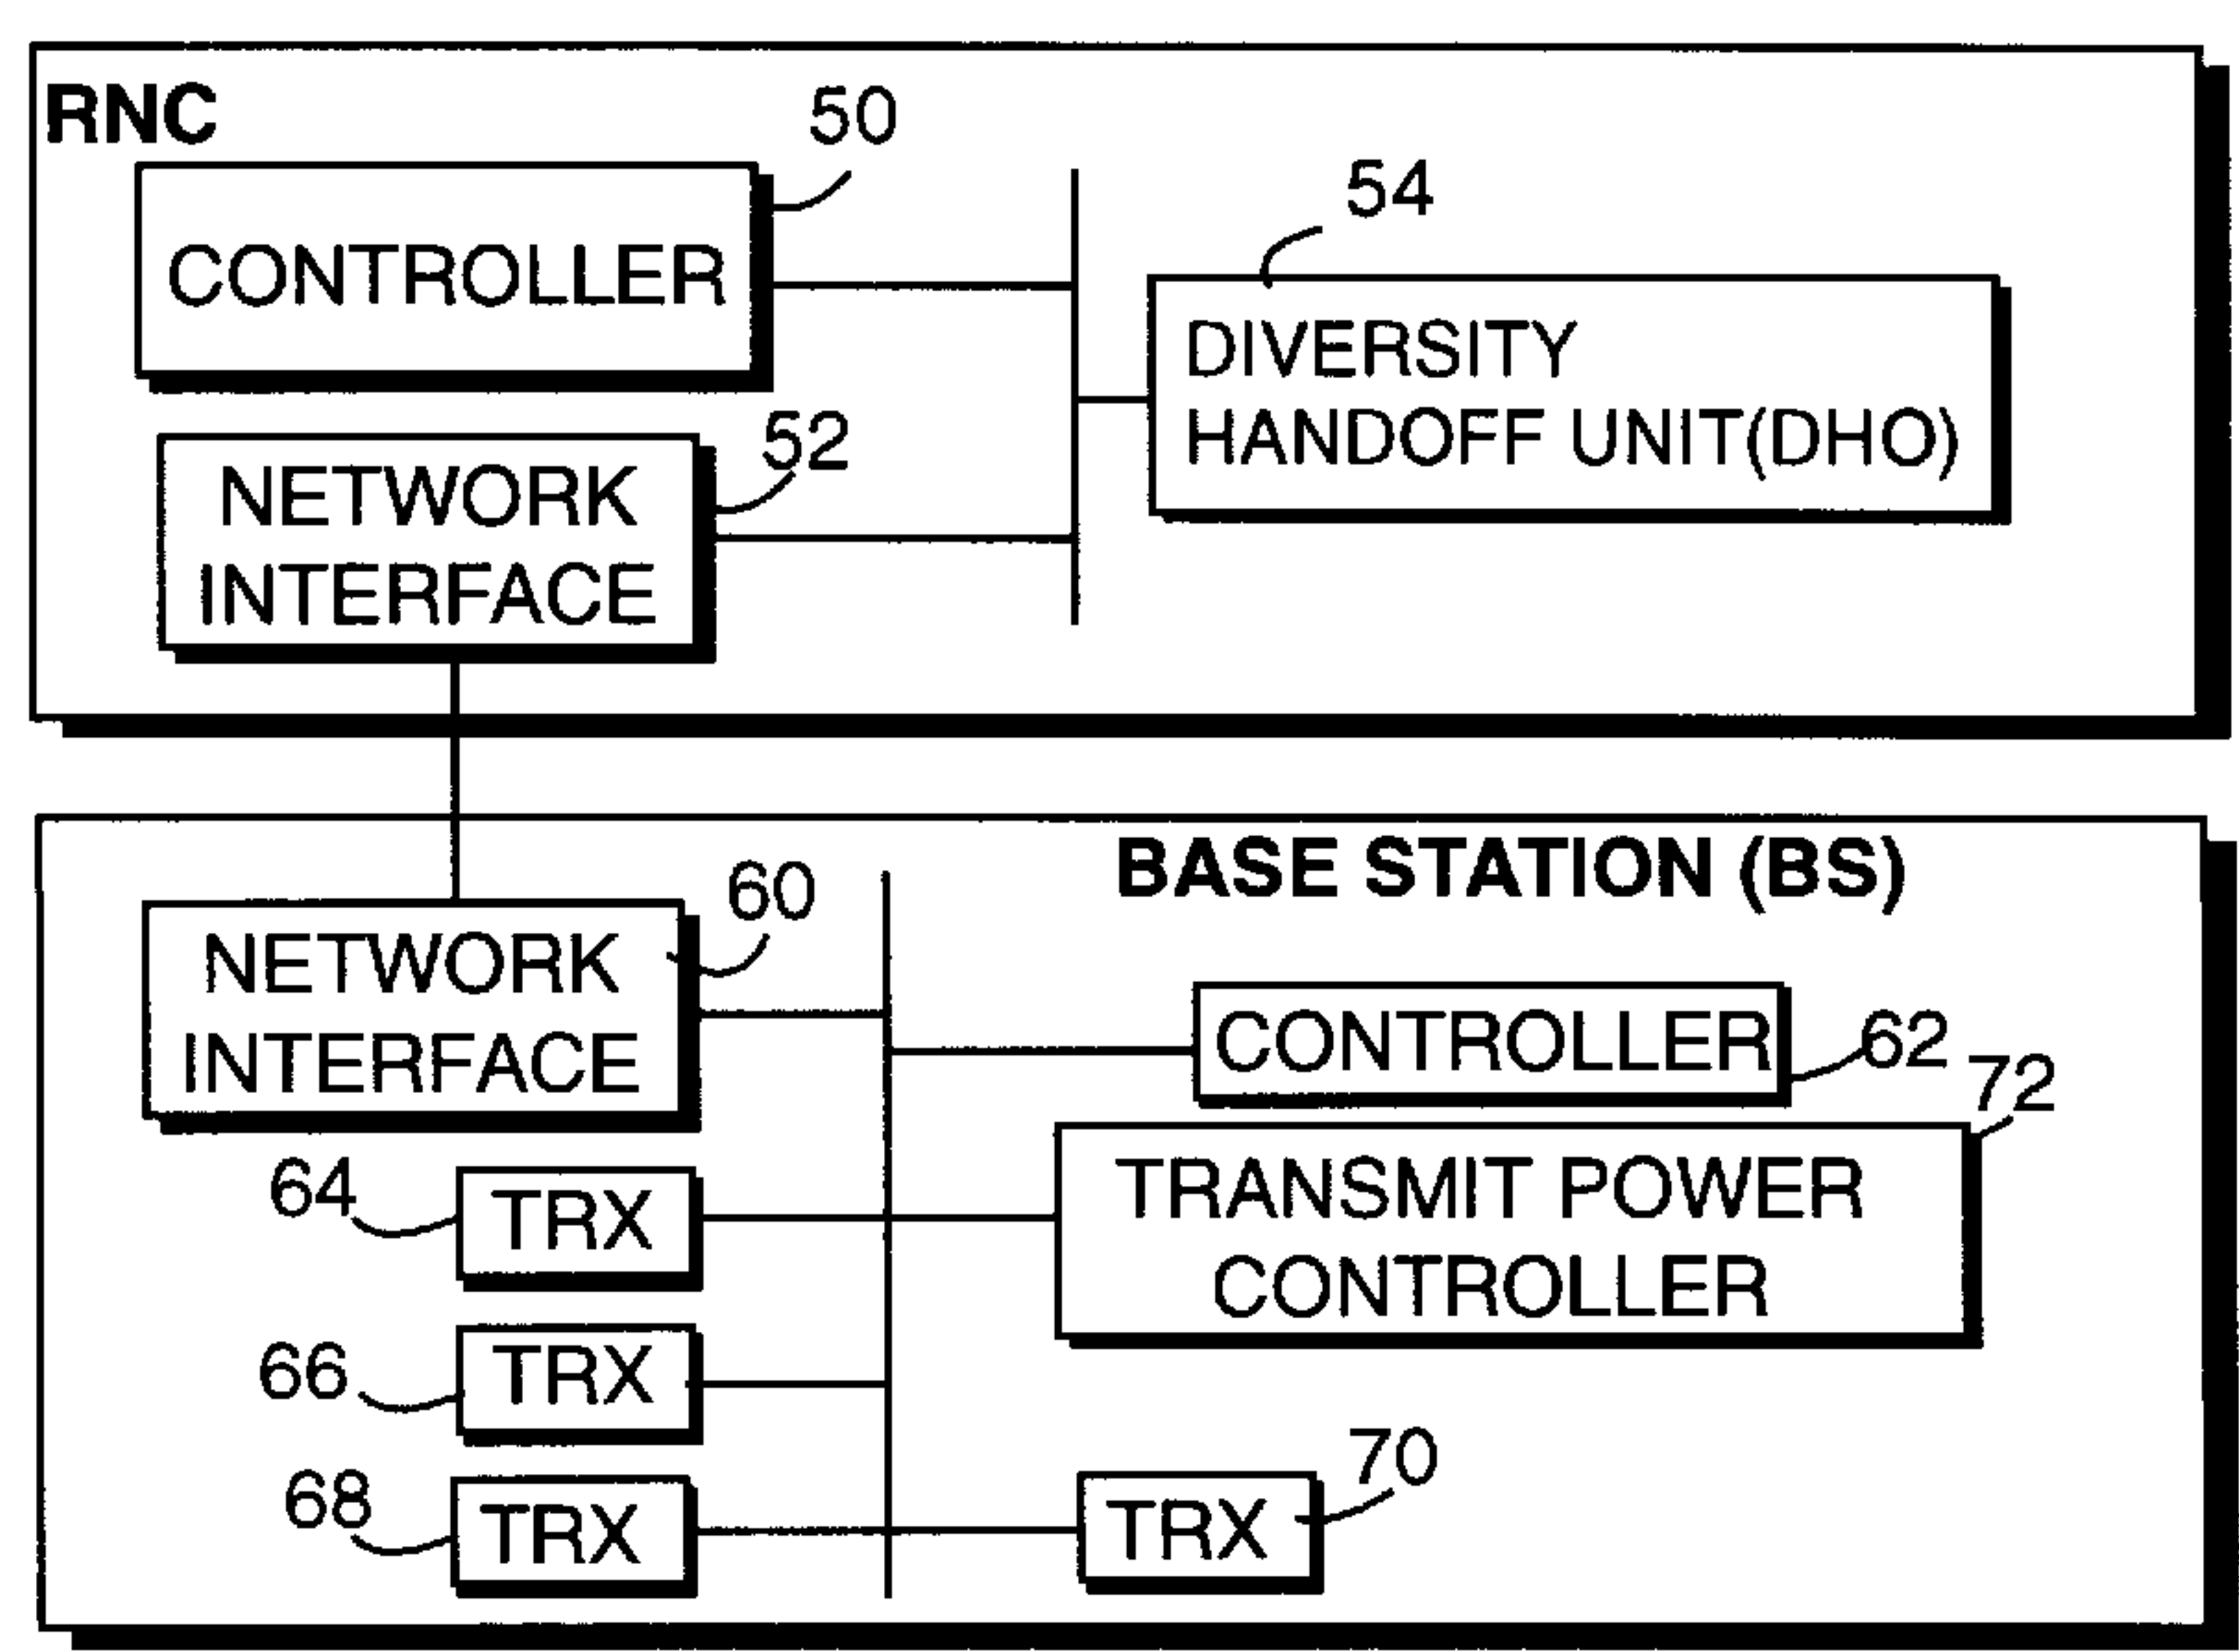 RNC
50
CONTROLLER
54
DIVERSITY
HANDOFF UNIT(DHO)
52
NETWORK
INTERFACE
BASE STATION (BS)
60
NETWORK
INTERFACE
CONTROLLER
62
72
TRANSMIT POWER
CONTROLLER
64
TRX
66
TRX
68
TRX
70
TRX